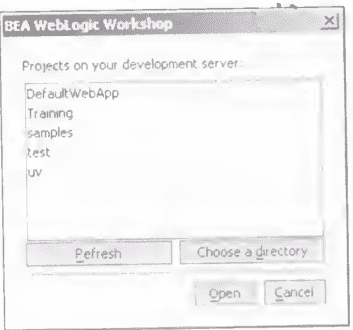 BEA WebLogic Workshop
Projects on your development server:
DefaultWebApp
Training
samples
test
uv
Refresh
Choose a directory
Open
Cancel